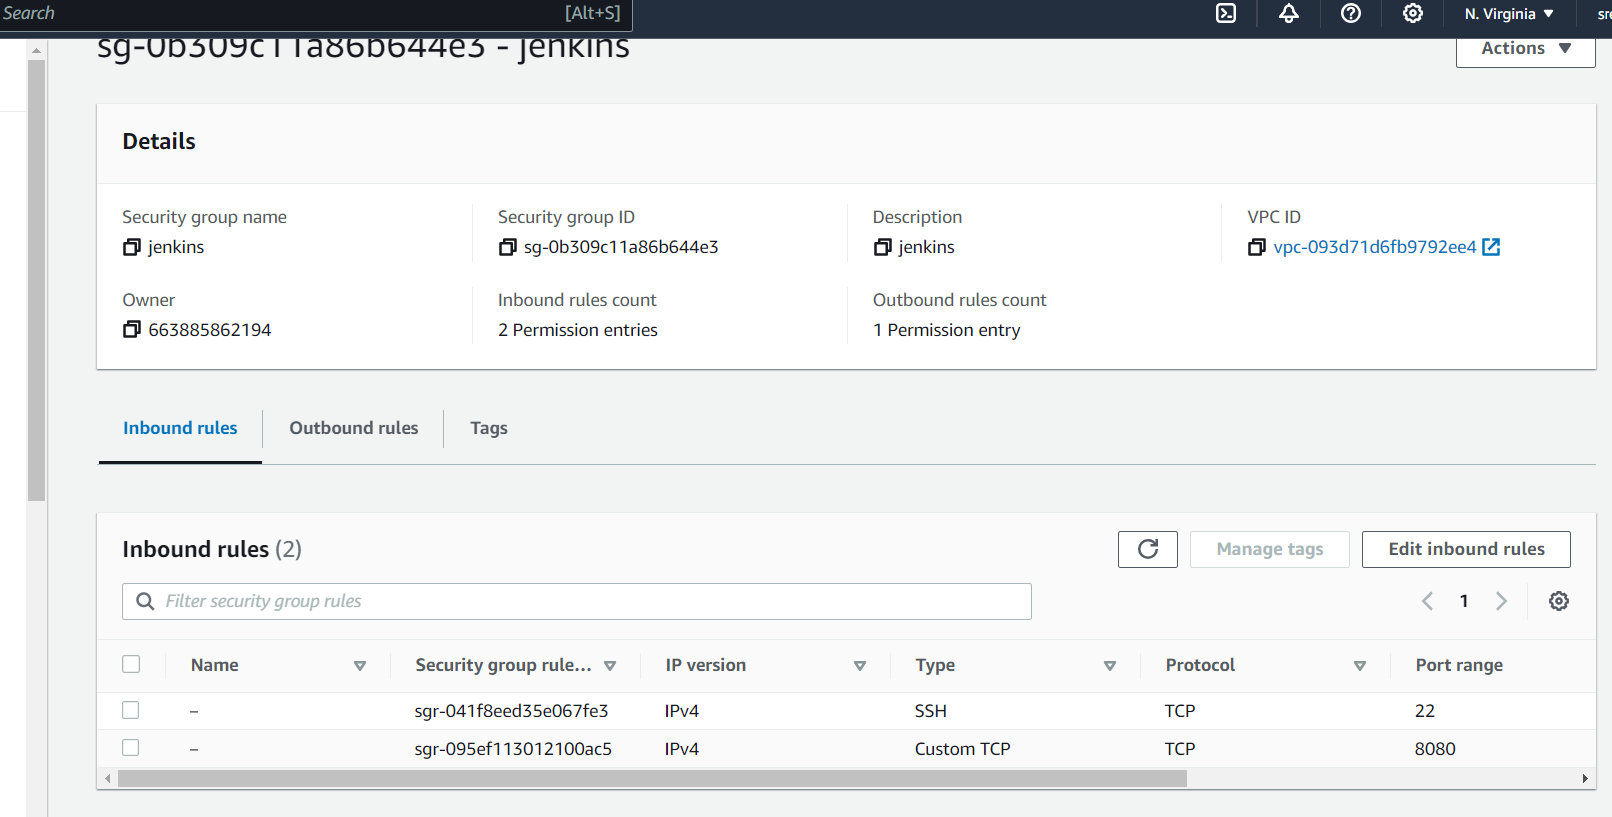 Search [Alt+S] N. Virginia
sg-0b309c11a86b644e3 - jenkins
Actions
Details
Security group name
jenkins
Security group ID
sg-0b309c11a86b644e3
Description
jenkins
VPC ID
vpc-093d71d6fb9792ee4
Owner
663885862194
Inbound rules count
2 Permission entries
Outbound rules count
1 Permission entry
Inbound rules Outbound rules Tags
Inbound rules (2) Manage tags Edit inbound rules
Filter security group rules 1
Name Security group rule... IP version Type Protocol Port range
– sgr-041f8eed35e067fe3 IPv4 SSH TCP 22
– sgr-095ef113012100ac5 IPv4 Custom TCP TCP 8080